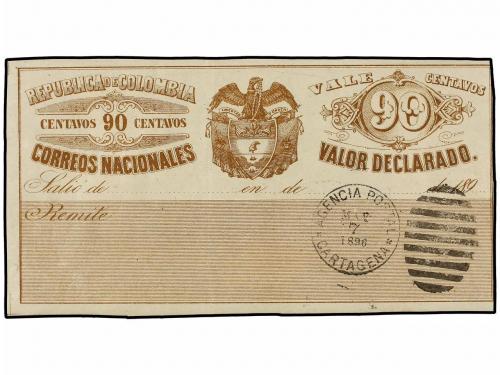 REPUBLICA DE COLOMBIA
CENTAVOS 90 CENTAVOS
CORREOS NACIONALES
VALE 90 CENTAVOS
VALOR DECLARADO.
Salió de en de de 189
Remite
AGENCIA POSTAL
MAR
7
1896
CARTAGENA